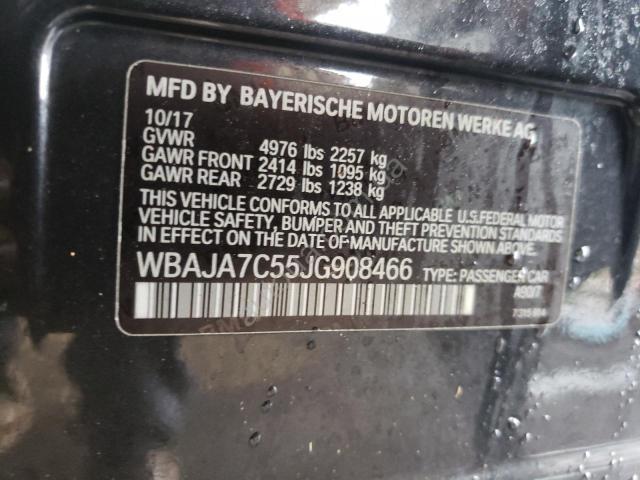 MFD BY BAYERISCHE MOTOREN WERKE AG
10/17
GVWR 4976 lbs 2257 kg
GAWR FRONT 2414 lbs 1095 kg
GAWR REAR 2729 lbs 1238 kg
THIS VEHICLE CONFORMS TO ALL APPLICABLE U.S.FEDERAL MOTOR
VEHICLE SAFETY, BUMPER AND THEFT PREVENTION STANDARDS
IN EFFECT ON THE DATE OF MANUFACTURE SHOWN ABOVE.
WBAJA7C55JG908466 TYPE: PASSENGER CAR
A90/7